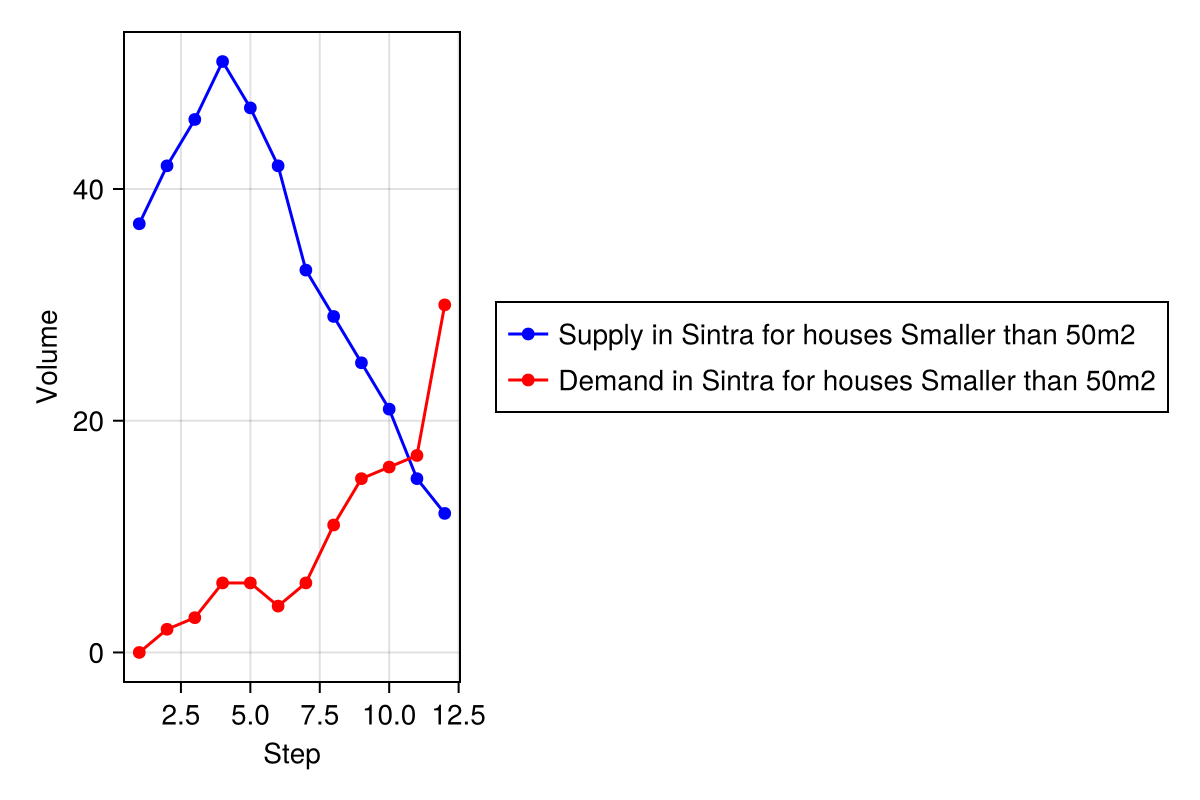 Volume
40
20
0
2.5 5.0 7.5 10.0 12.5
Step
Supply in Sintra for houses Smaller than 50m2
Demand in Sintra for houses Smaller than 50m2